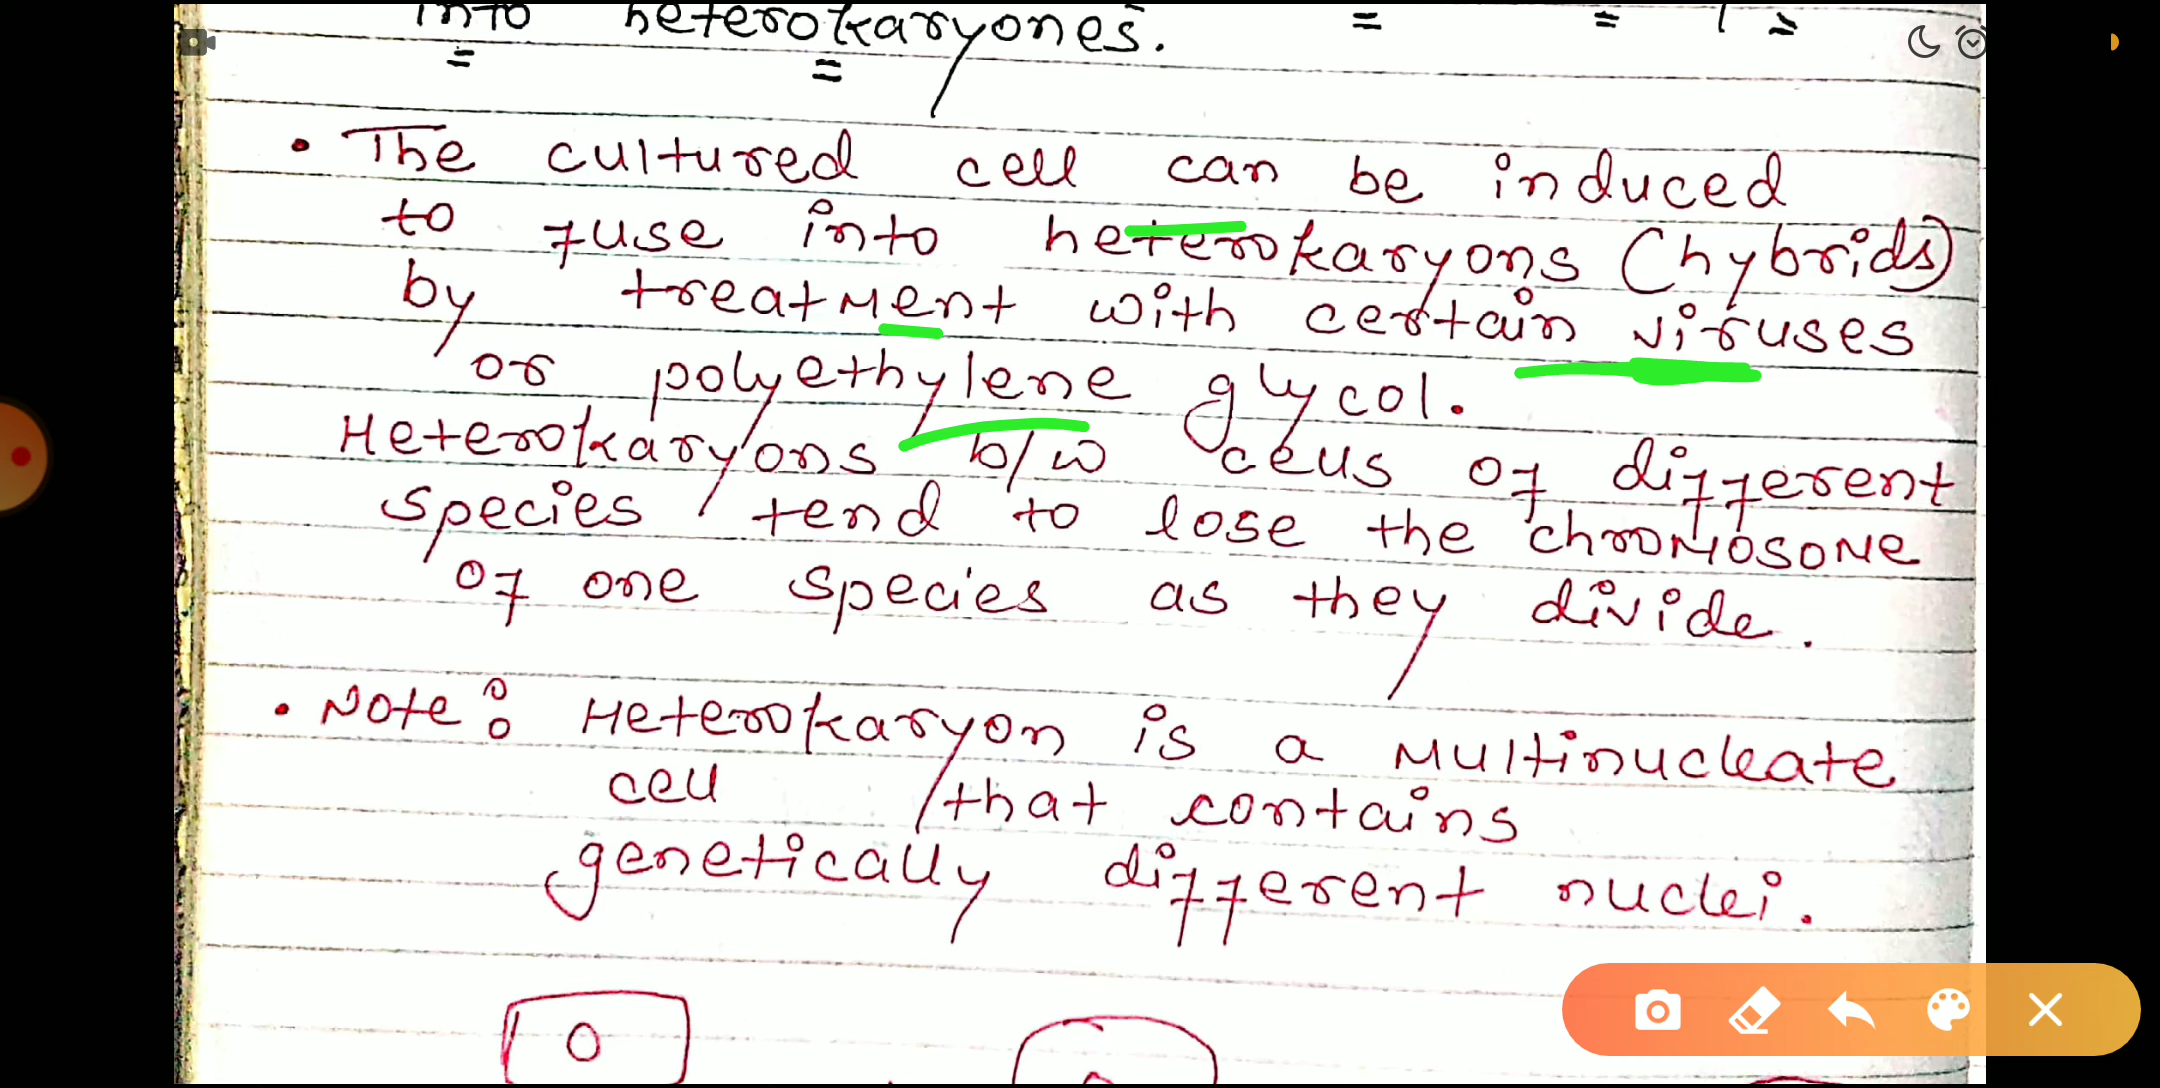 into heterokaryones.
• The cultured cell can be induced
to fuse into heterokaryons (hybrids)
by treatment with certain viruses
or polyethylene glycol.
Heterokaryons b/w cells of different
species tend to lose the chromosone
of one species as they divide.
• Note: Heterokaryon is a multinucleate
cell that contains
genetically different nuclei.